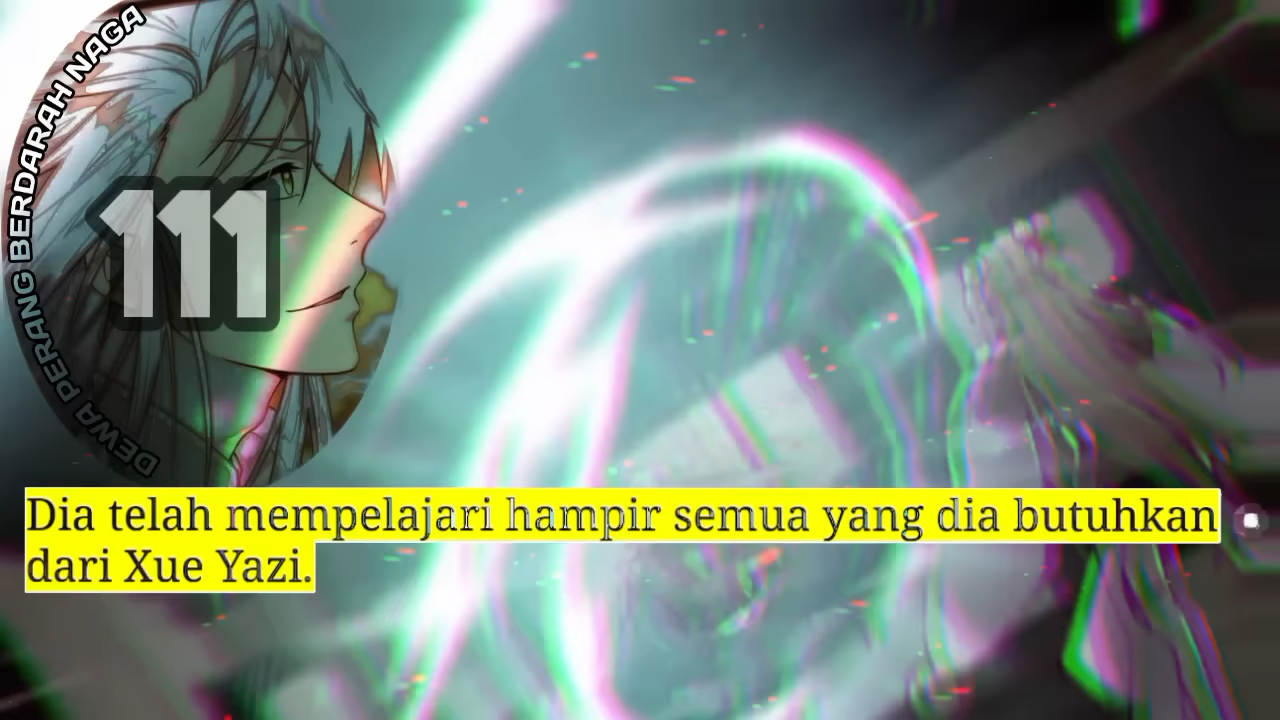 DEWA PERANG BERDARAH NAGA
111
Dia telah mempelajari hampir semua yang dia butuhkan
dari Xue Yazi.